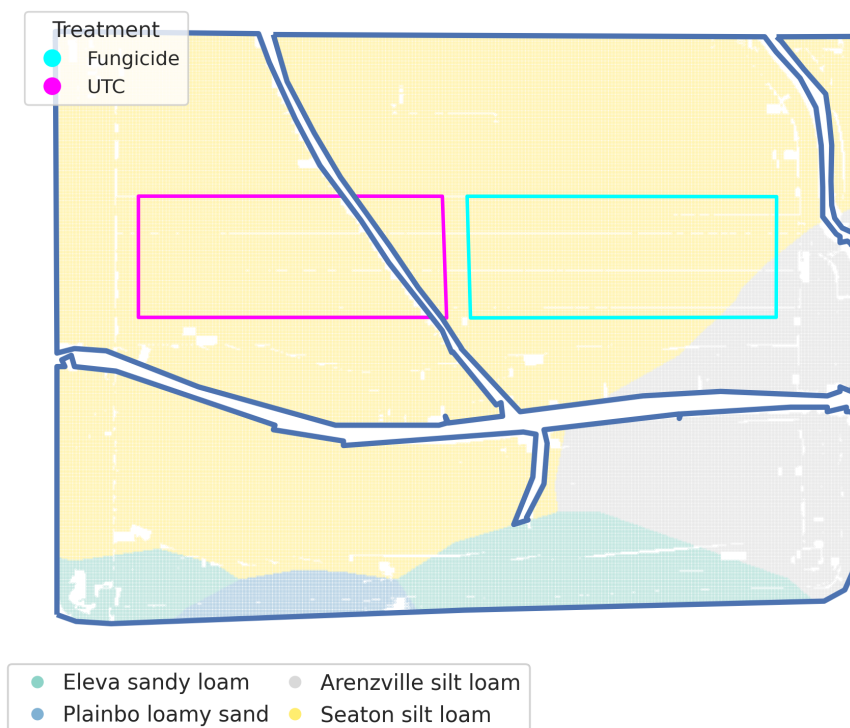 Treatment
Fungicide
UTC
Eleva sandy loam
Arenzville silt loam
Plainbo loamy sand
Seaton silt loam